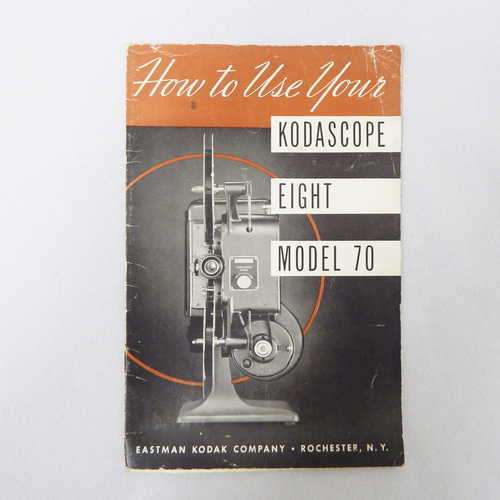 How to Use Your
KODASCOPE
EIGHT
MODEL 70
EASTMAN KODAK COMPANY • ROCHESTER, N.Y.